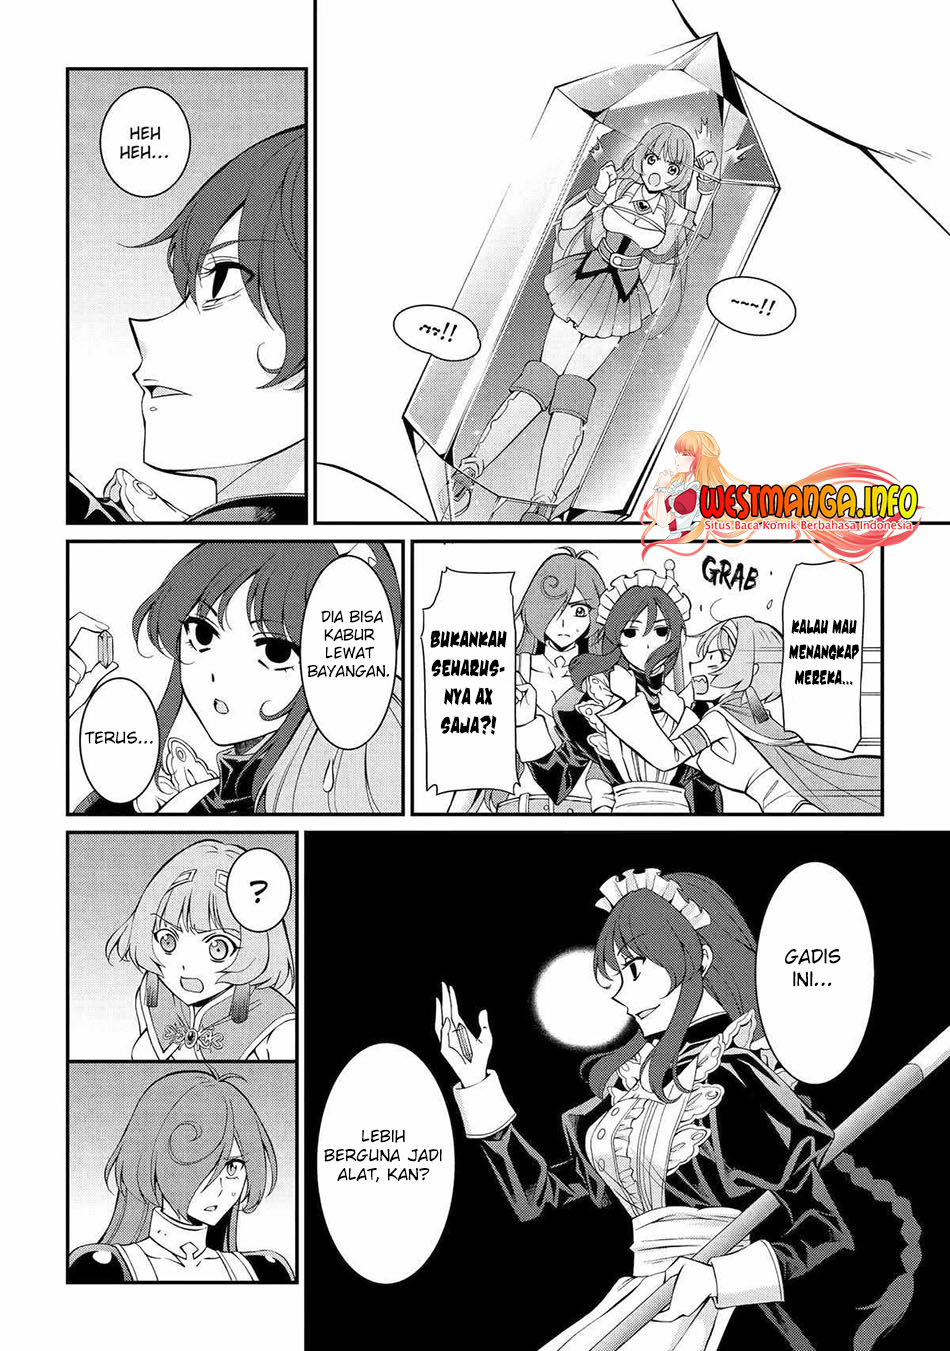 HEH
HEH...
~~!!
~~~!!
WESTMANGA.INFO
Situs Baca Komik Berbahasa Indonesia
GRAB
KALAU MAU
MENANGKAP
MEREKA...
BUKANKAH
SEHARUS-
NYA AX
SAJA?!
DIA BISA
KABUR
LEWAT
BAYANGAN.
TERUS...
?
GADIS
INI...
LEBIH
BERGUNA JADI
ALAT, KAN?